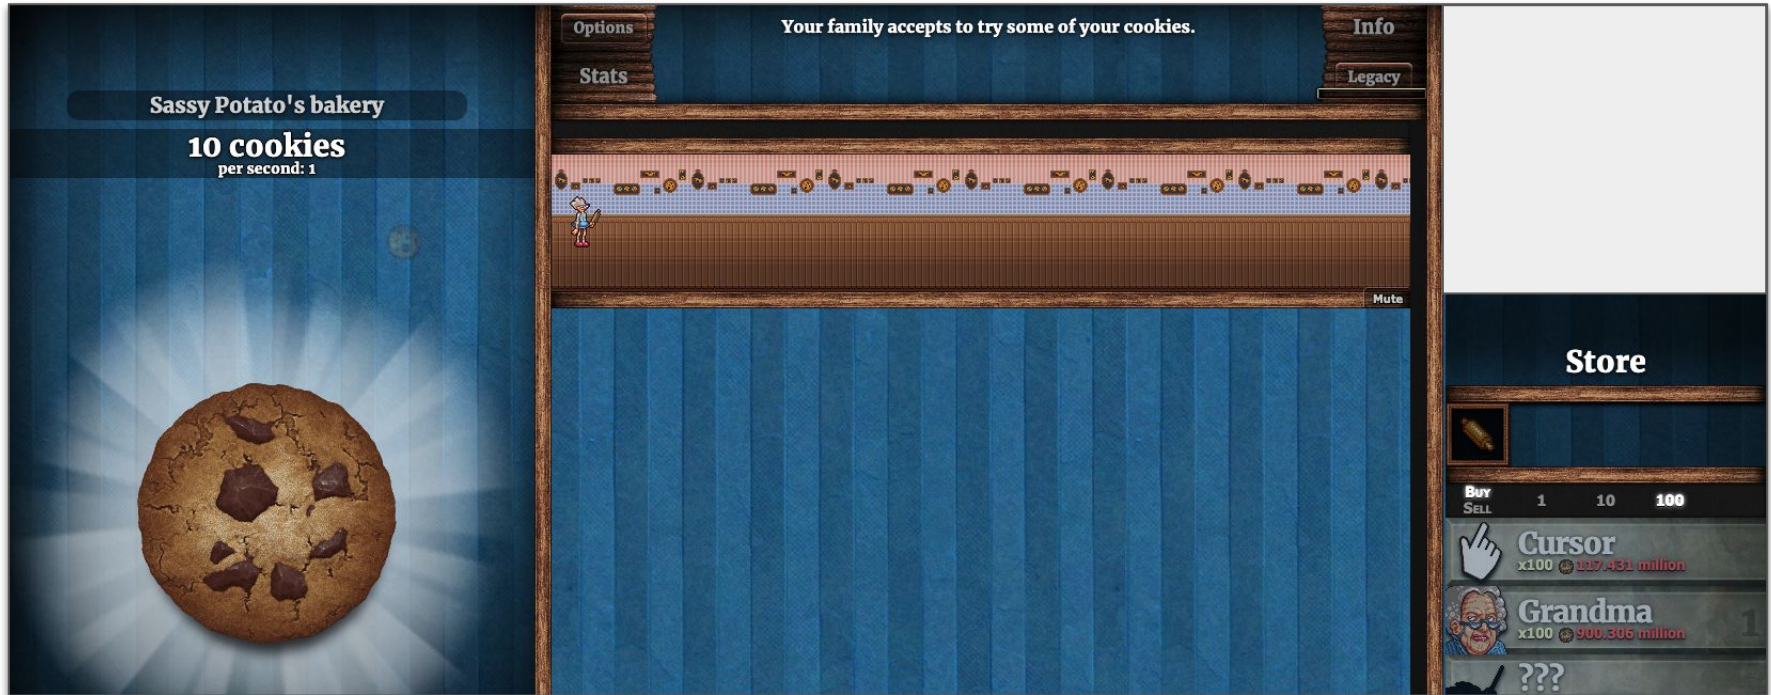 Options
Your family accepts to try some of your cookies.
Info
Stats
Legacy
Sassy Potato's bakery
10 cookies
per second: 1
Mute
Store
Buy
Sell
1
10
100
Cursor
x100 117.431 million
Grandma
x100 900.306 million
1
???